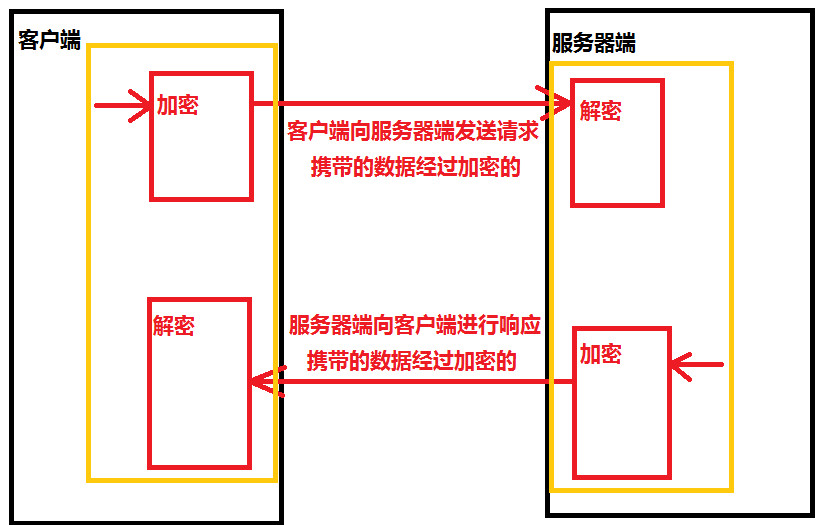 客户端
服务器端
加密
解密
客户端向服务器端发送请求
携带的数据经过加密的
解密
服务器端向客户端进行响应
携带的数据经过加密的
加密